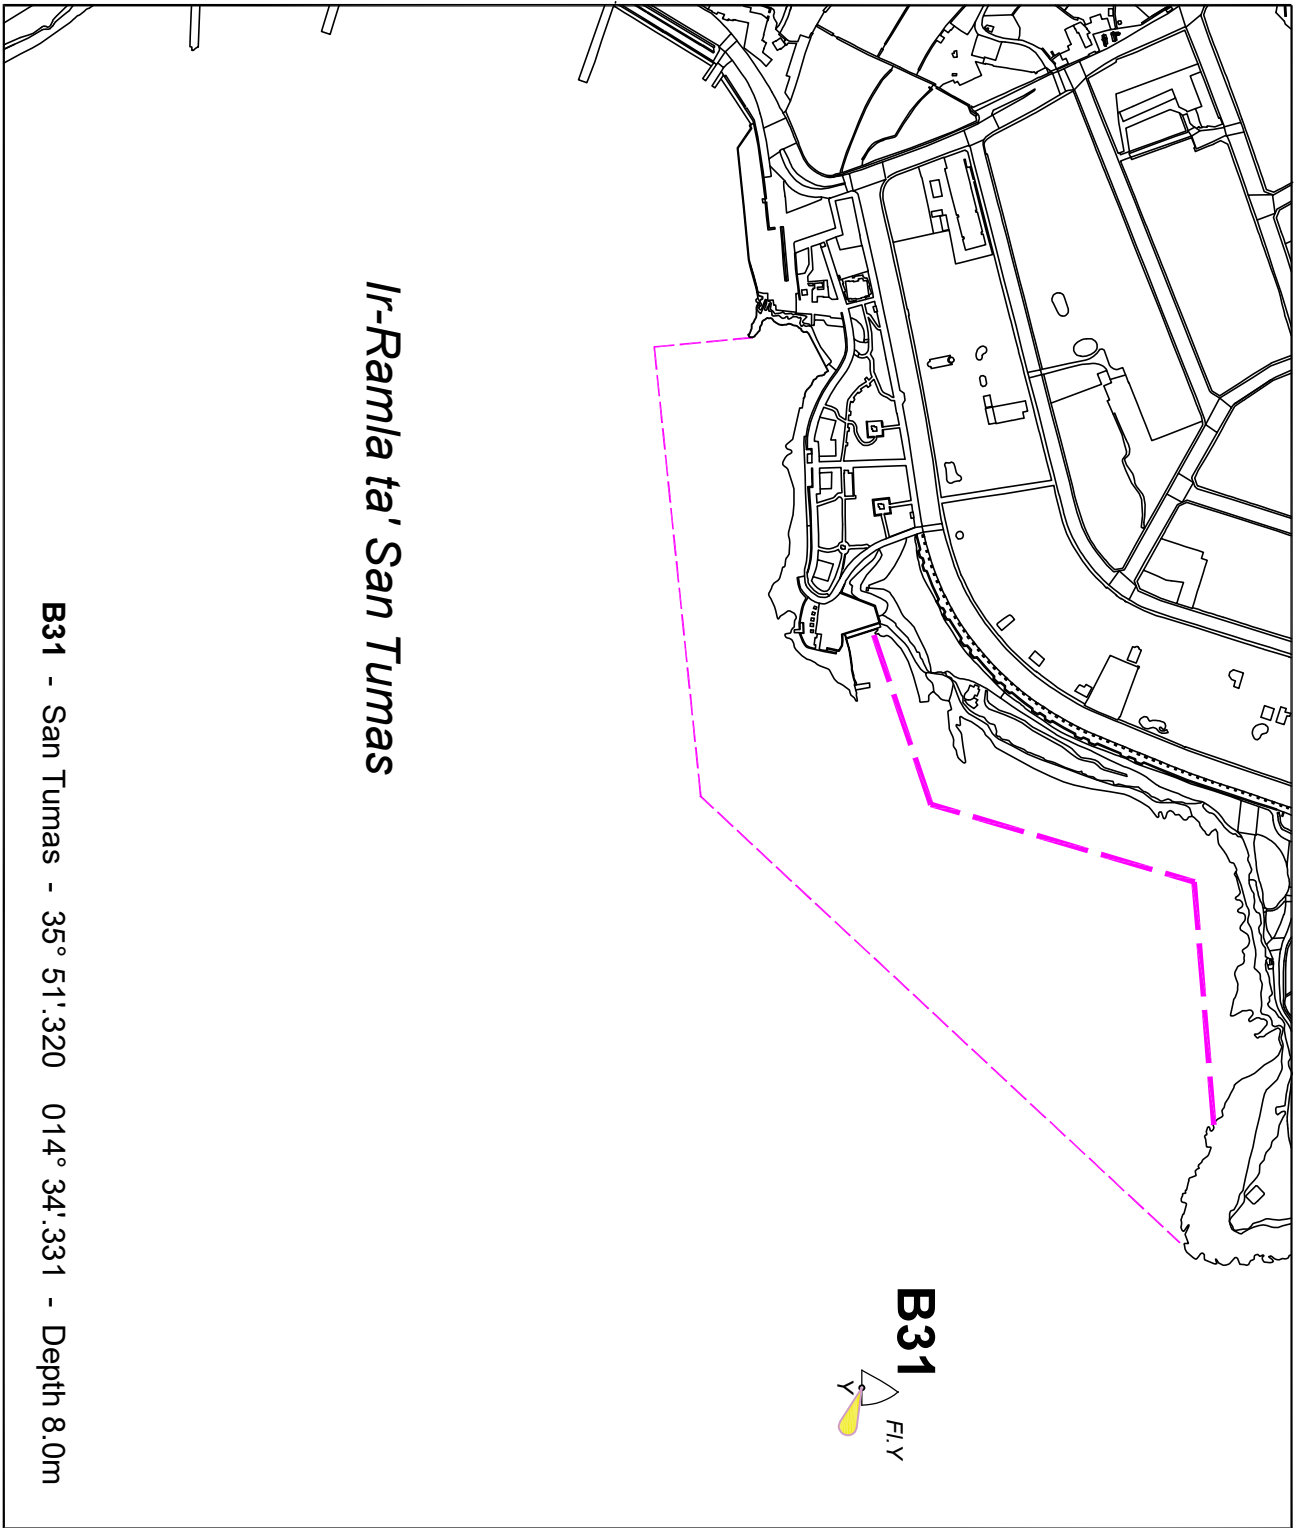 B31
Fl.Y
Y
Ir-Ramla ta' San Tumas
B31 - San Tumas - 35° 51'.320 014° 34'.331 - Depth 8.0m